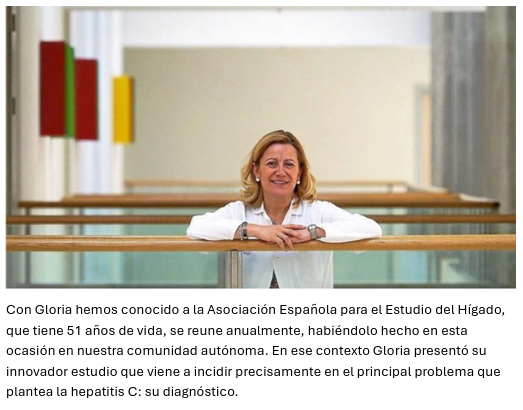 Con Gloria hemos conocido a la Asociación Española para el Estudio del Hígado,
que tiene 51 años de vida, se reune anualmente, habiéndolo hecho en esta
ocasión en nuestra comunidad autónoma. En ese contexto Gloria presentó su
innovador estudio que viene a incidir precisamente en el principal problema que
plantea la hepatitis C: su diagnóstico.